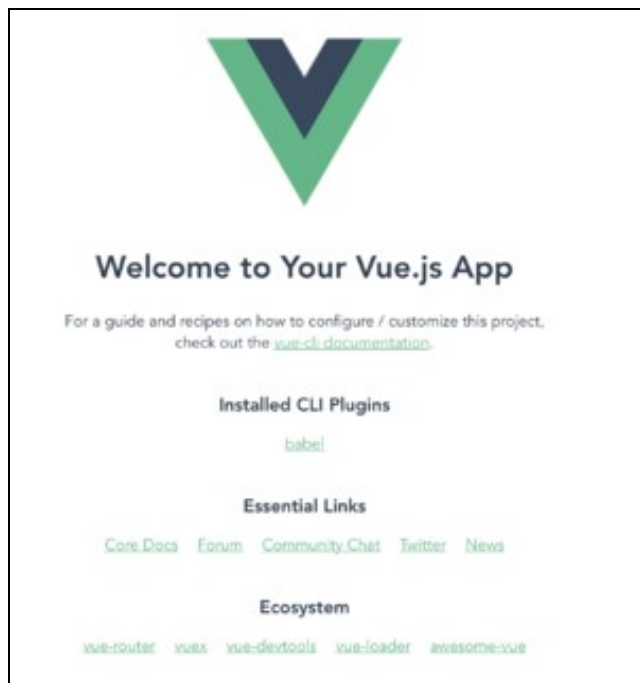 Welcome to Your Vue.js App
For a guide and recipes on how to configure / customize this project,
check out the vue-cli documentation.
Installed CLI Plugins
babel
Essential Links
Core Docs Forum Community Chat Twitter News
Ecosystem
vue-router vuex vue-devtools vue-loader awesome-vue